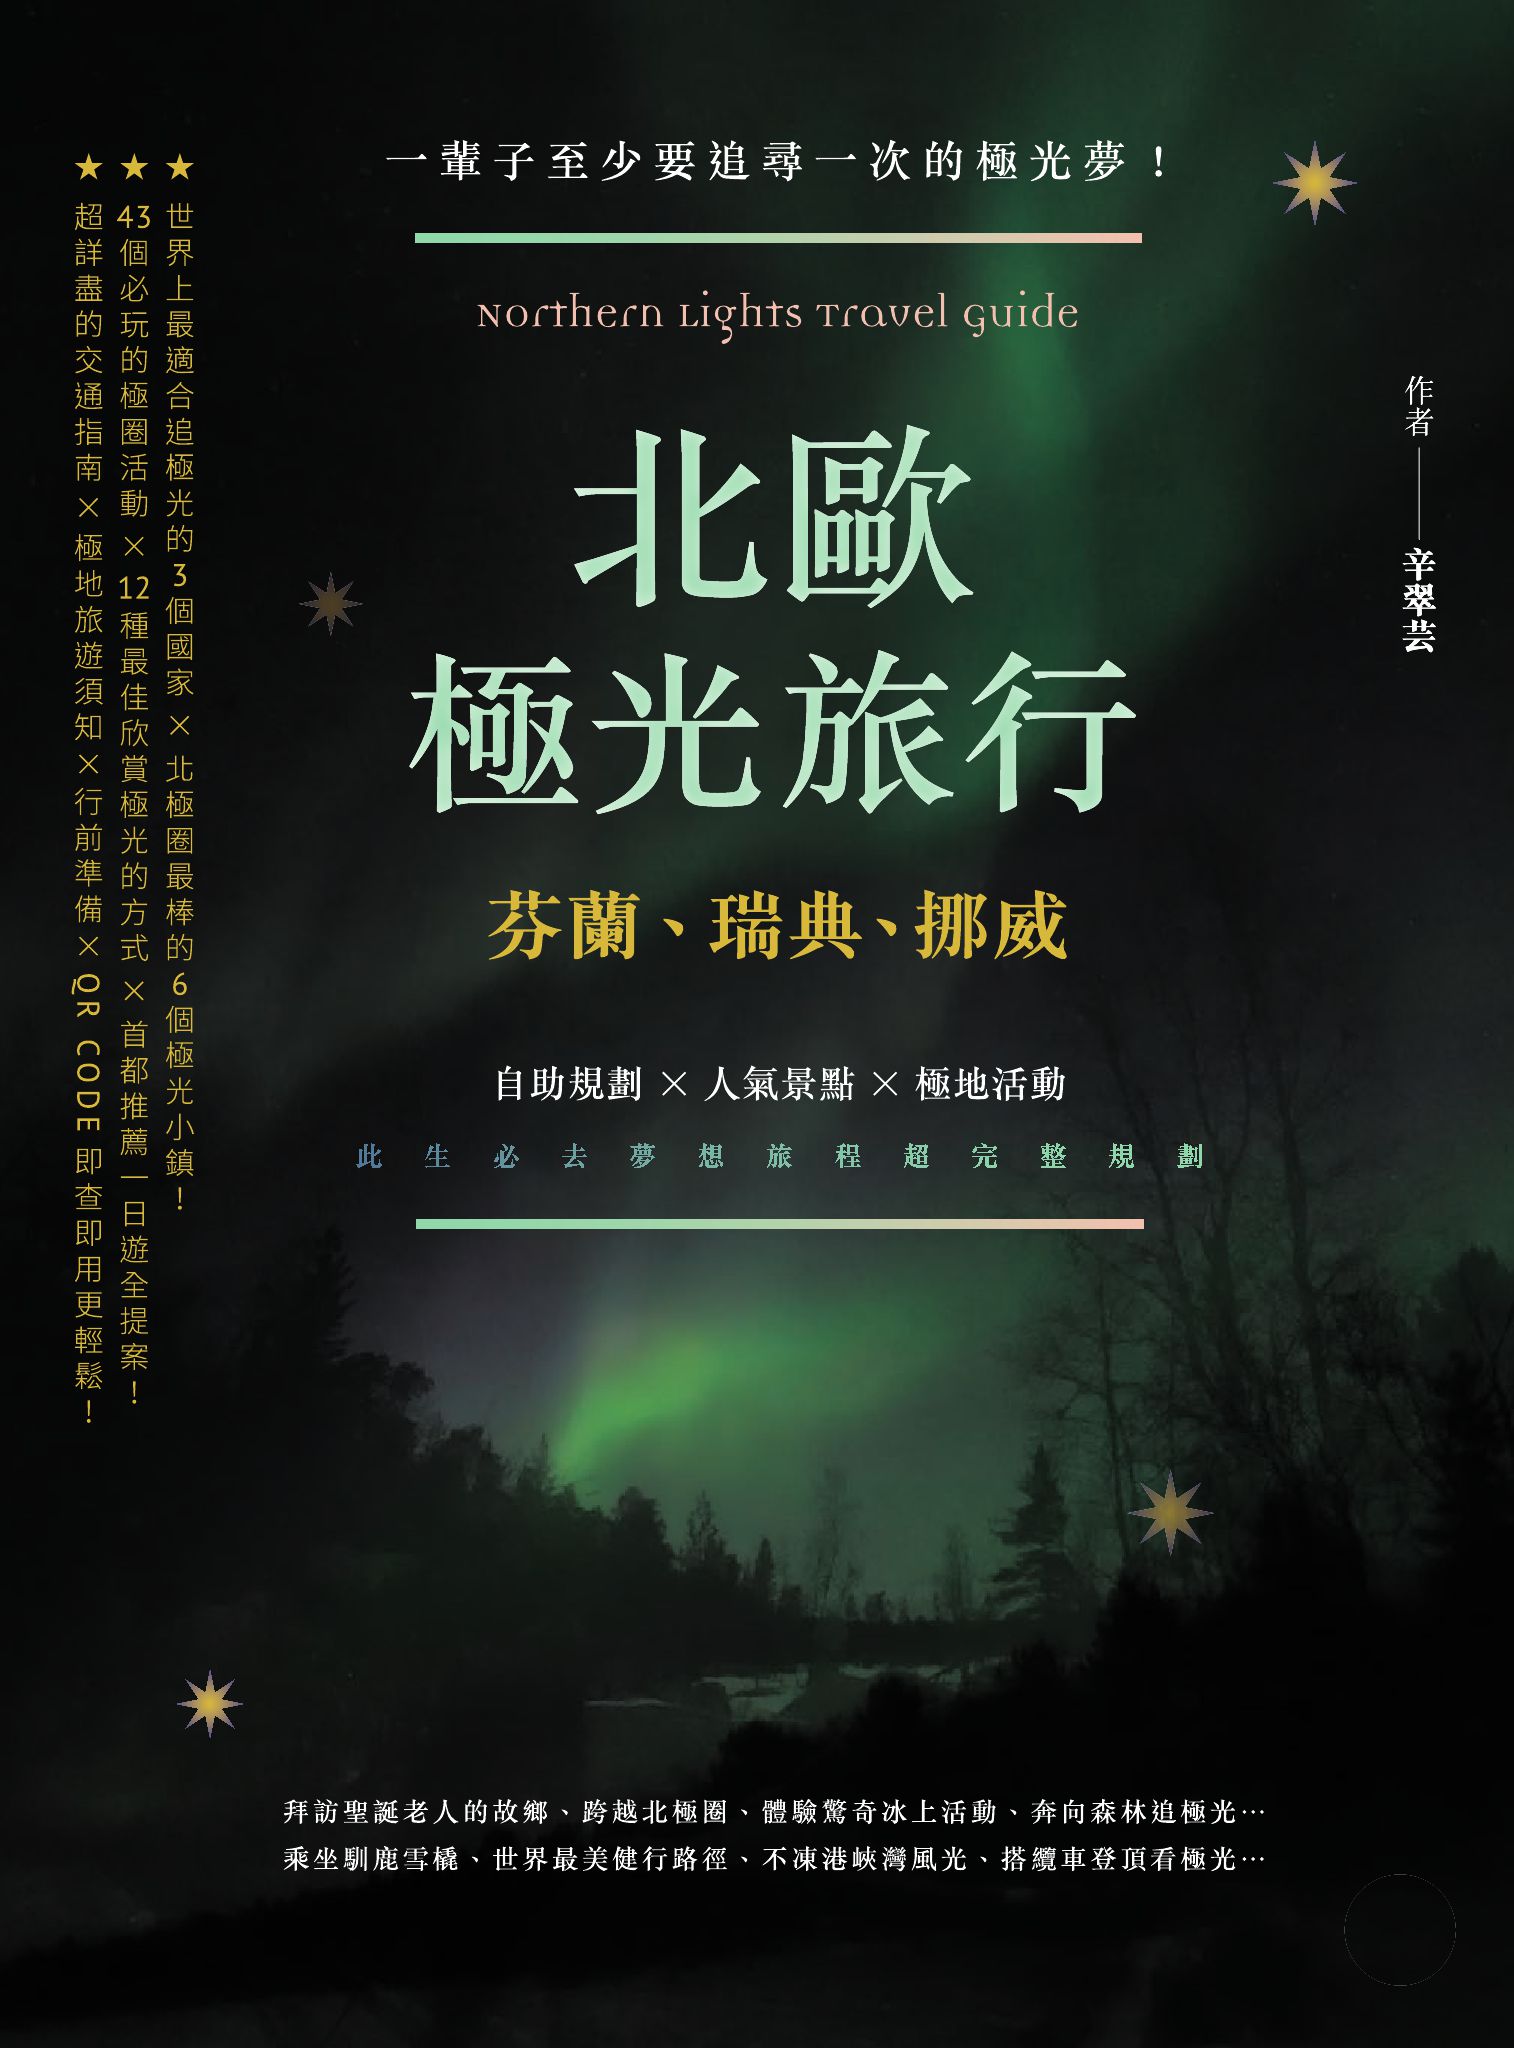 一輩子至少要追尋一次的極光夢！
Northern Lights Travel Guide
北歐
極光旅行
芬蘭、瑞典、挪威
自助規劃 × 人氣景點 × 極地活動
此生必去夢想旅程超完整規劃
作者——辛翠芸
★ 世界上最適合追極光的3個國家 × 北極圈最棒的6個極光小鎮！
★ 43個必玩的極圈活動 × 12種最佳欣賞極光的方式 × 首都推薦一日遊全提案！
★ 超詳盡的交通指南 × 極地旅遊須知 × 行前準備 × QR CODE 即查即用更輕鬆！
拜訪聖誕老人的故鄉、跨越北極圈、體驗驚奇冰上活動、奔向森林追極光…
乘坐馴鹿雪橇、世界最美健行路徑、不凍港峽灣風光、搭纜車登頂看極光…